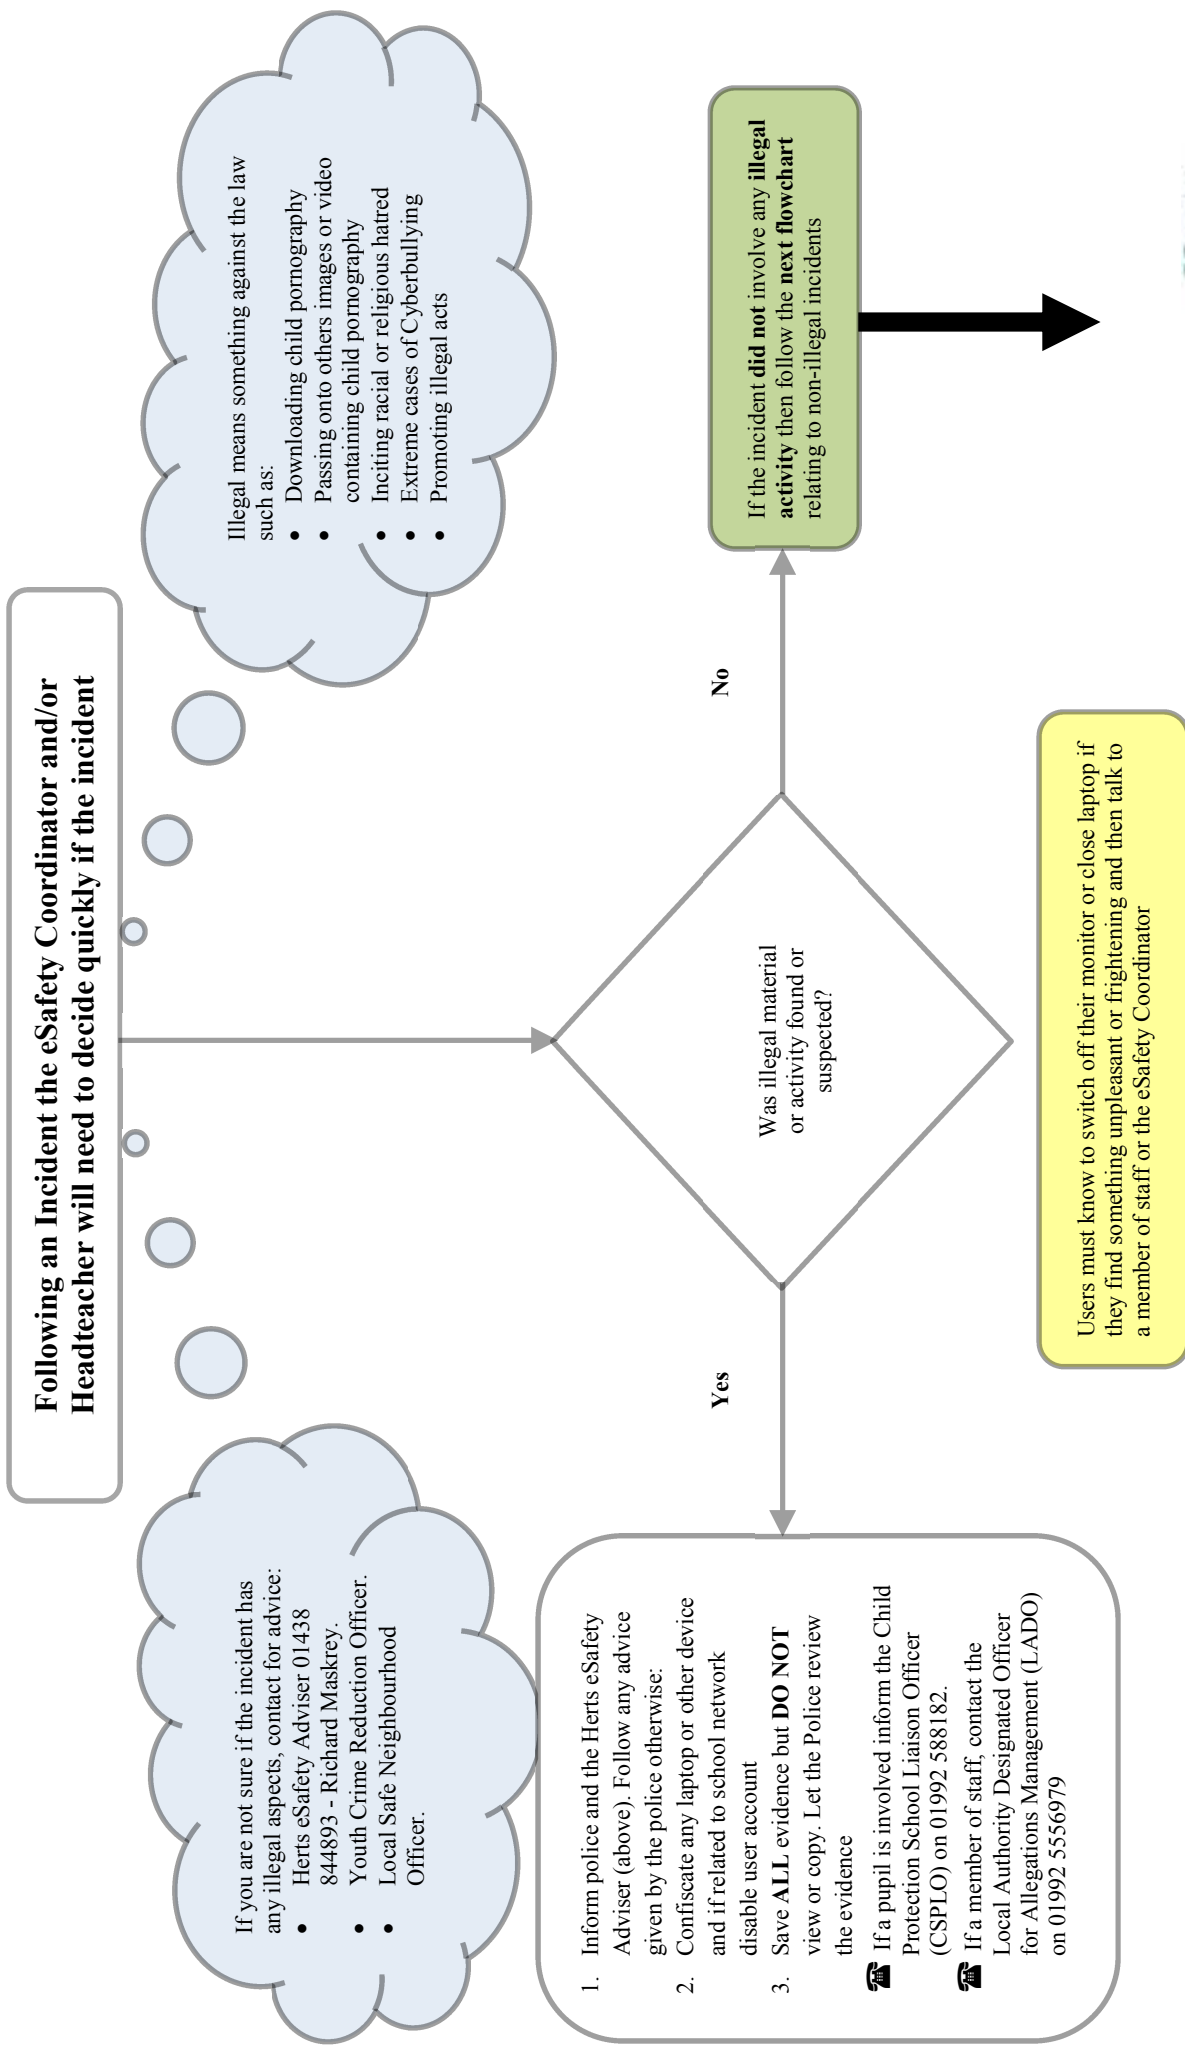 Following an Incident the eSafety Coordinator and/or
Headteacher will need to decide quickly if the incident
If you are not sure if the incident has
any illegal aspects, contact for advice:
• Herts eSafety Adviser 01438
844893 - Richard Maskrey.
• Youth Crime Reduction Officer.
• Local Safe Neighbourhood
Officer.
Illegal means something against the law
such as:
• Downloading child pornography
• Passing onto others images or video
containing child pornography
• Inciting racial or religious hatred
• Extreme cases of Cyberbullying
• Promoting illegal acts
Was illegal material
or activity found or
suspected?
Yes
No
1. Inform police and the Herts eSafety
Adviser (above). Follow any advice
given by the police otherwise:
2. Confiscate any laptop or other device
and if related to school network
disable user account
3. Save ALL evidence but DO NOT
view or copy. Let the Police review
the evidence
☎ If a pupil is involved inform the Child
Protection School Liaison Officer
(CSPLO) on 01992 588182.
☎ If a member of staff, contact the
Local Authority Designated Officer
for Allegations Management (LADO)
on 01992 5556979
If the incident did not involve any illegal
activity then follow the next flowchart
relating to non-illegal incidents
Users must know to switch off their monitor or close laptop if
they find something unpleasant or frightening and then talk to
a member of staff or the eSafety Coordinator